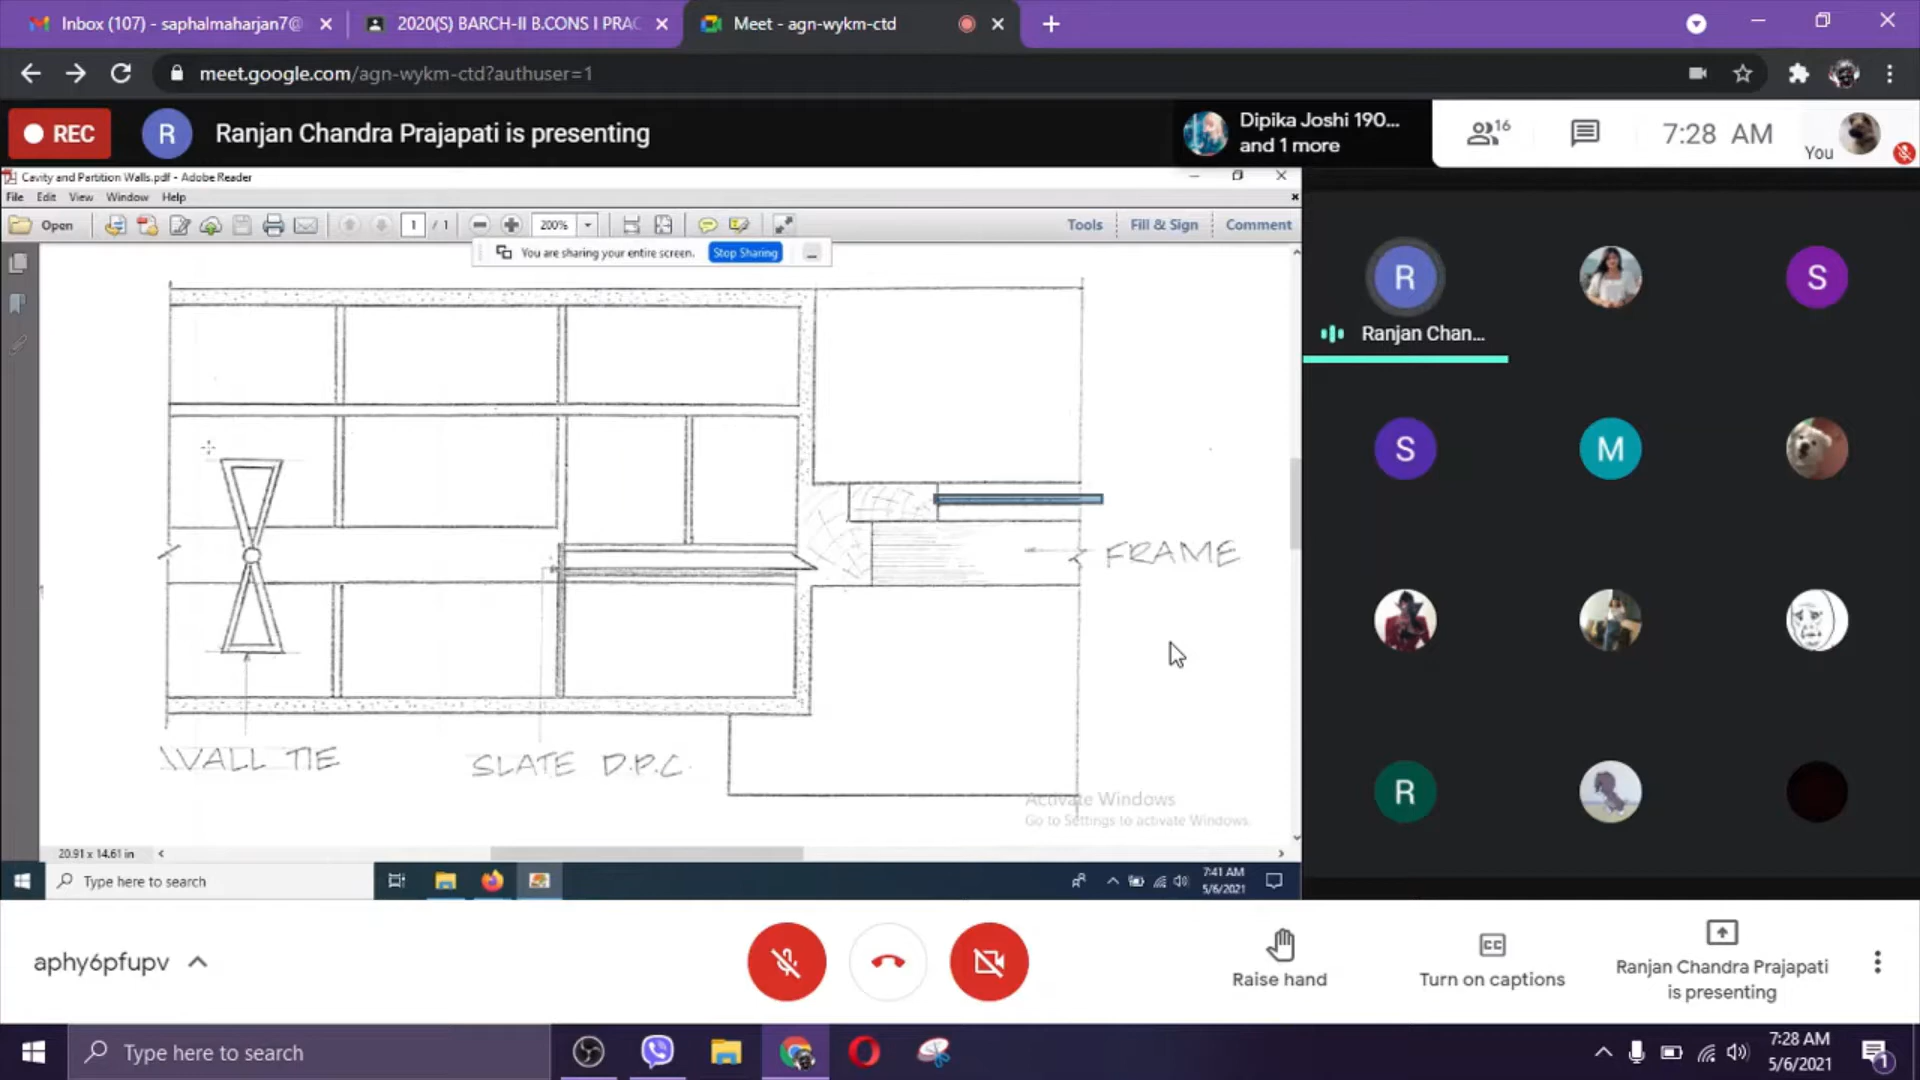 Inbox (107) - saphalmaharjan7@
2020(S) BARCH-II B.CONS I PRAC
Meet - agn-wykm-ctd
meet.google.com/agn-wykm-ctd?authuser=1
REC
R
Ranjan Chandra Prajapati is presenting
Dipika Joshi 190...
and 1 more
16
7:28 AM
You
Cavity and Partition Walls.pdf - Adobe Reader
File Edit View Window Help
Open
1 / 1
200%
Tools
Fill & Sign
Comment
You are sharing your entire screen.
Stop Sharing
FRAME
WALL TIE
SLATE D.P.C.
Activate Windows
Go to Settings to activate Windows.
20.91 x 14.61 in
Type here to search
7:41 AM
5/6/2021
R
Ranjan Chan...
S
S
M
R
aphy6pfupv
Raise hand
Turn on captions
Ranjan Chandra Prajapati
is presenting
Type here to search
7:28 AM
5/6/2021
1